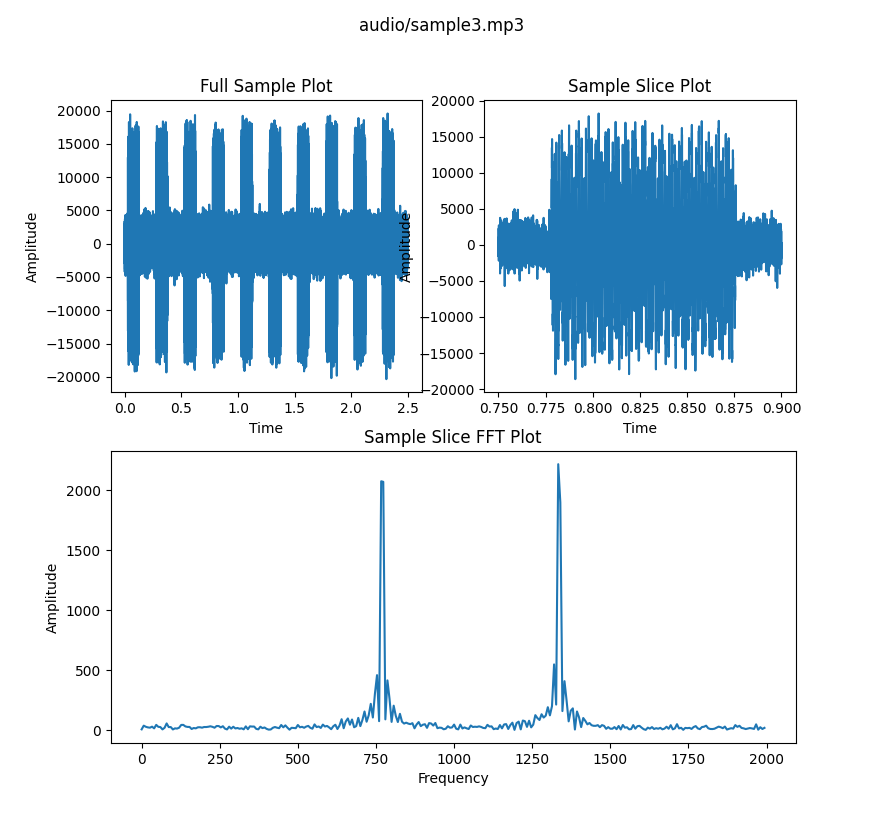 audio/sample3.mp3
Full Sample Plot
20000
15000
10000
5000
0
−5000
−10000
−15000
−20000
Amplitude
0.0 0.5 1.0 1.5 2.0 2.5
Time
Sample Slice Plot
20000
15000
10000
5000
0
−5000
−10000
−15000
−20000
Amplitude
0.750 0.775 0.800 0.825 0.850 0.875 0.900
Time
Sample Slice FFT Plot
2000
1500
1000
500
0
Amplitude
0 250 500 750 1000 1250 1500 1750 2000
Frequency